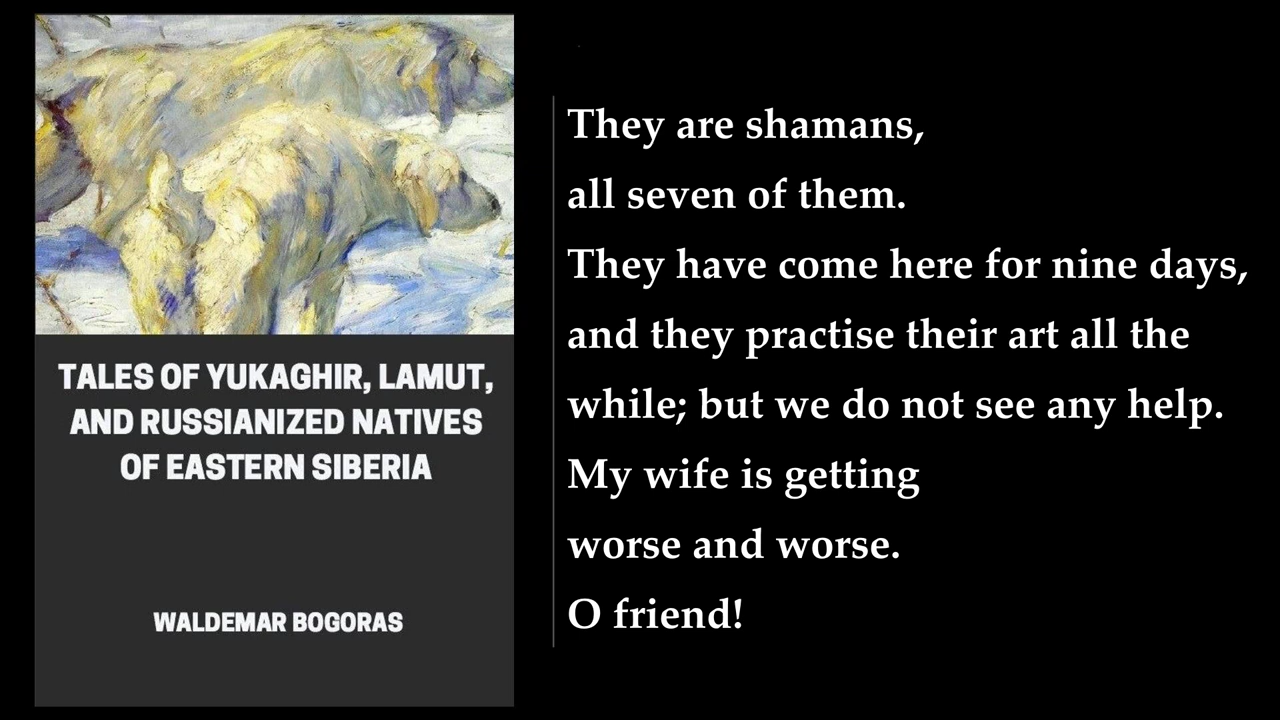 TALES OF YUKAGHIR, LAMUT,
AND RUSSIANIZED NATIVES
OF EASTERN SIBERIA
WALDEMAR BOGORAS
They are shamans,
all seven of them.
They have come here for nine days,
and they practise their art all the
while; but we do not see any help.
My wife is getting
worse and worse.
O friend!